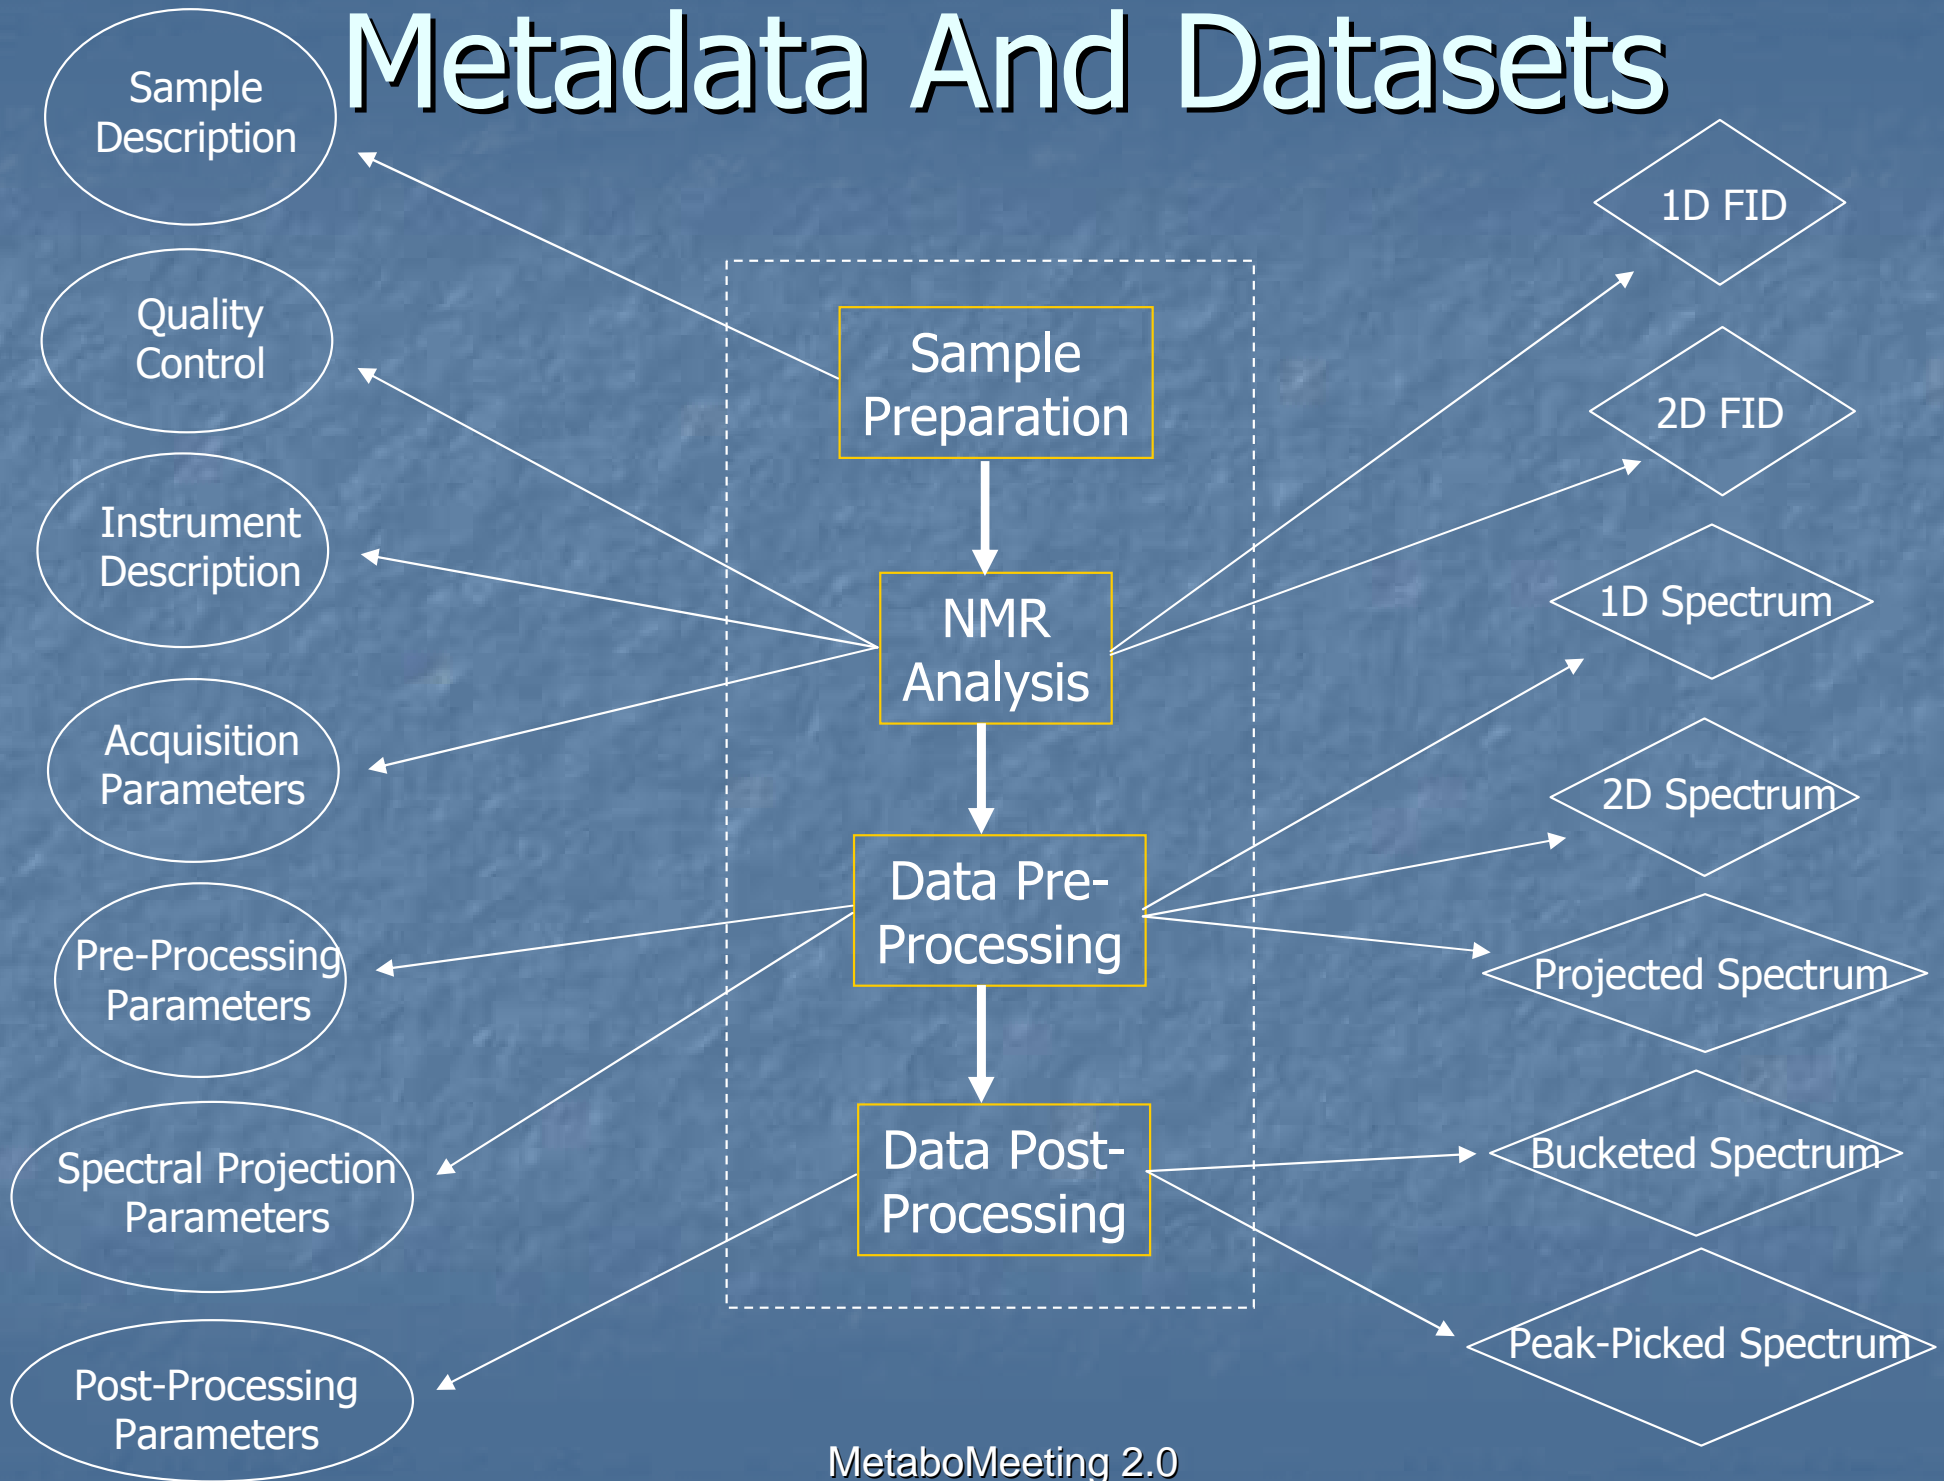 Metadata And Datasets
Sample
Description
Quality
Control
Instrument
Description
Acquisition
Parameters
Pre-Processing
Parameters
Spectral Projection
Parameters
Post-Processing
Parameters
Sample
Preparation
NMR
Analysis
Data Pre-
Processing
Data Post-
Processing
1D FID
2D FID
1D Spectrum
2D Spectrum
Projected Spectrum
Bucketed Spectrum
Peak-Picked Spectrum
MetaboMeeting 2.0